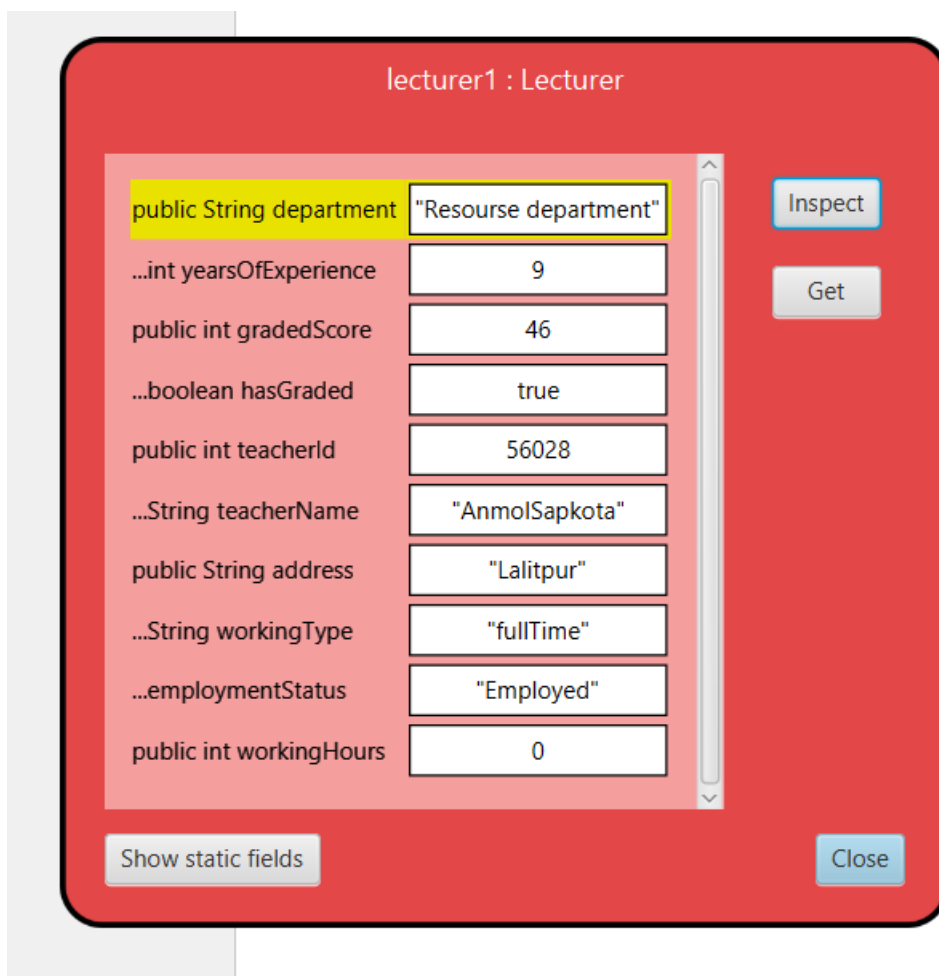 lecturer1 : Lecturer
public String department "Resourse department"
...int yearsOfExperience 9
public int gradedScore 46
...boolean hasGraded true
public int teacherId 56028
...String teacherName "AnmolSapkota"
public String address "Lalitpur"
...String workingType "fullTime"
...employmentStatus "Employed"
public int workingHours 0
Inspect
Get
Show static fields
Close